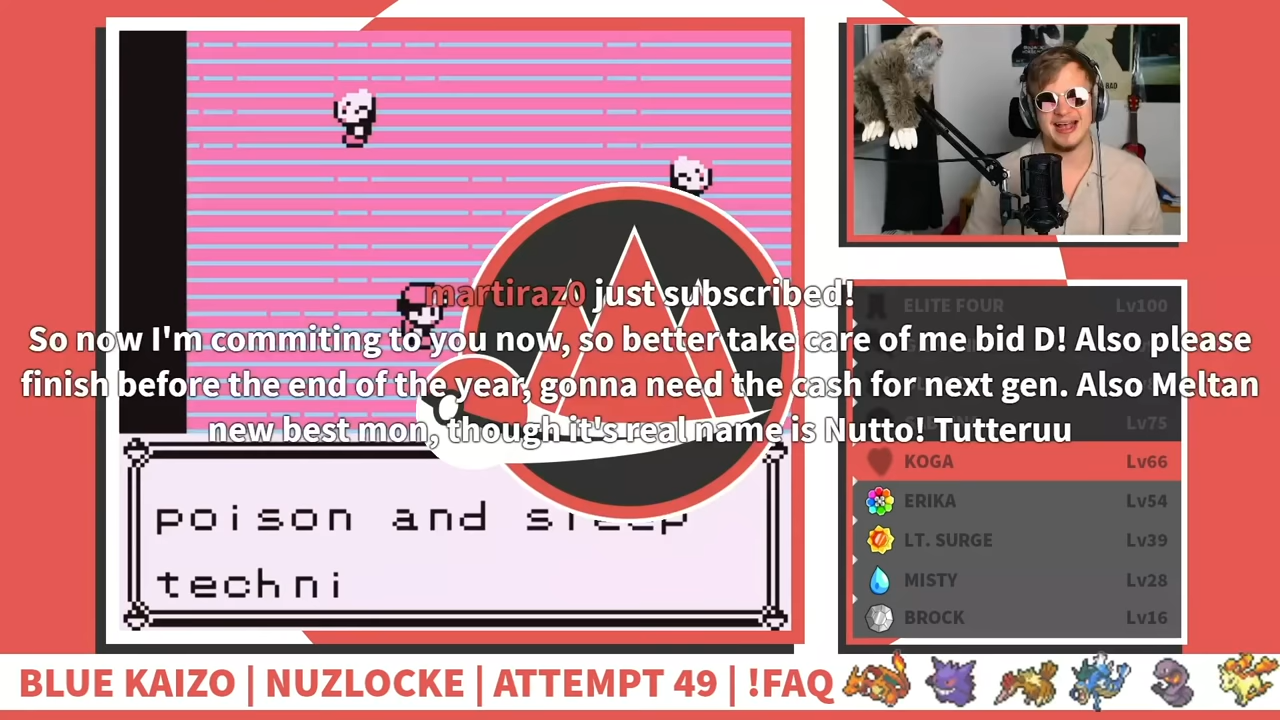 martiraz0 just subscribed!
So now I'm commiting to you now, so better take care of me bid D! Also please
finish before the end of the year, gonna need the cash for next gen. Also Meltan
new best mon, though it's real name is Nutto! Tutteruu
poison and sleep
techni
ELITE FOUR Lv100
Lv75
KOGA Lv66
ERIKA Lv54
LT. SURGE Lv39
MISTY Lv28
BROCK Lv16
BLUE KAIZO | NUZLOCKE | ATTEMPT 49 | !FAQ